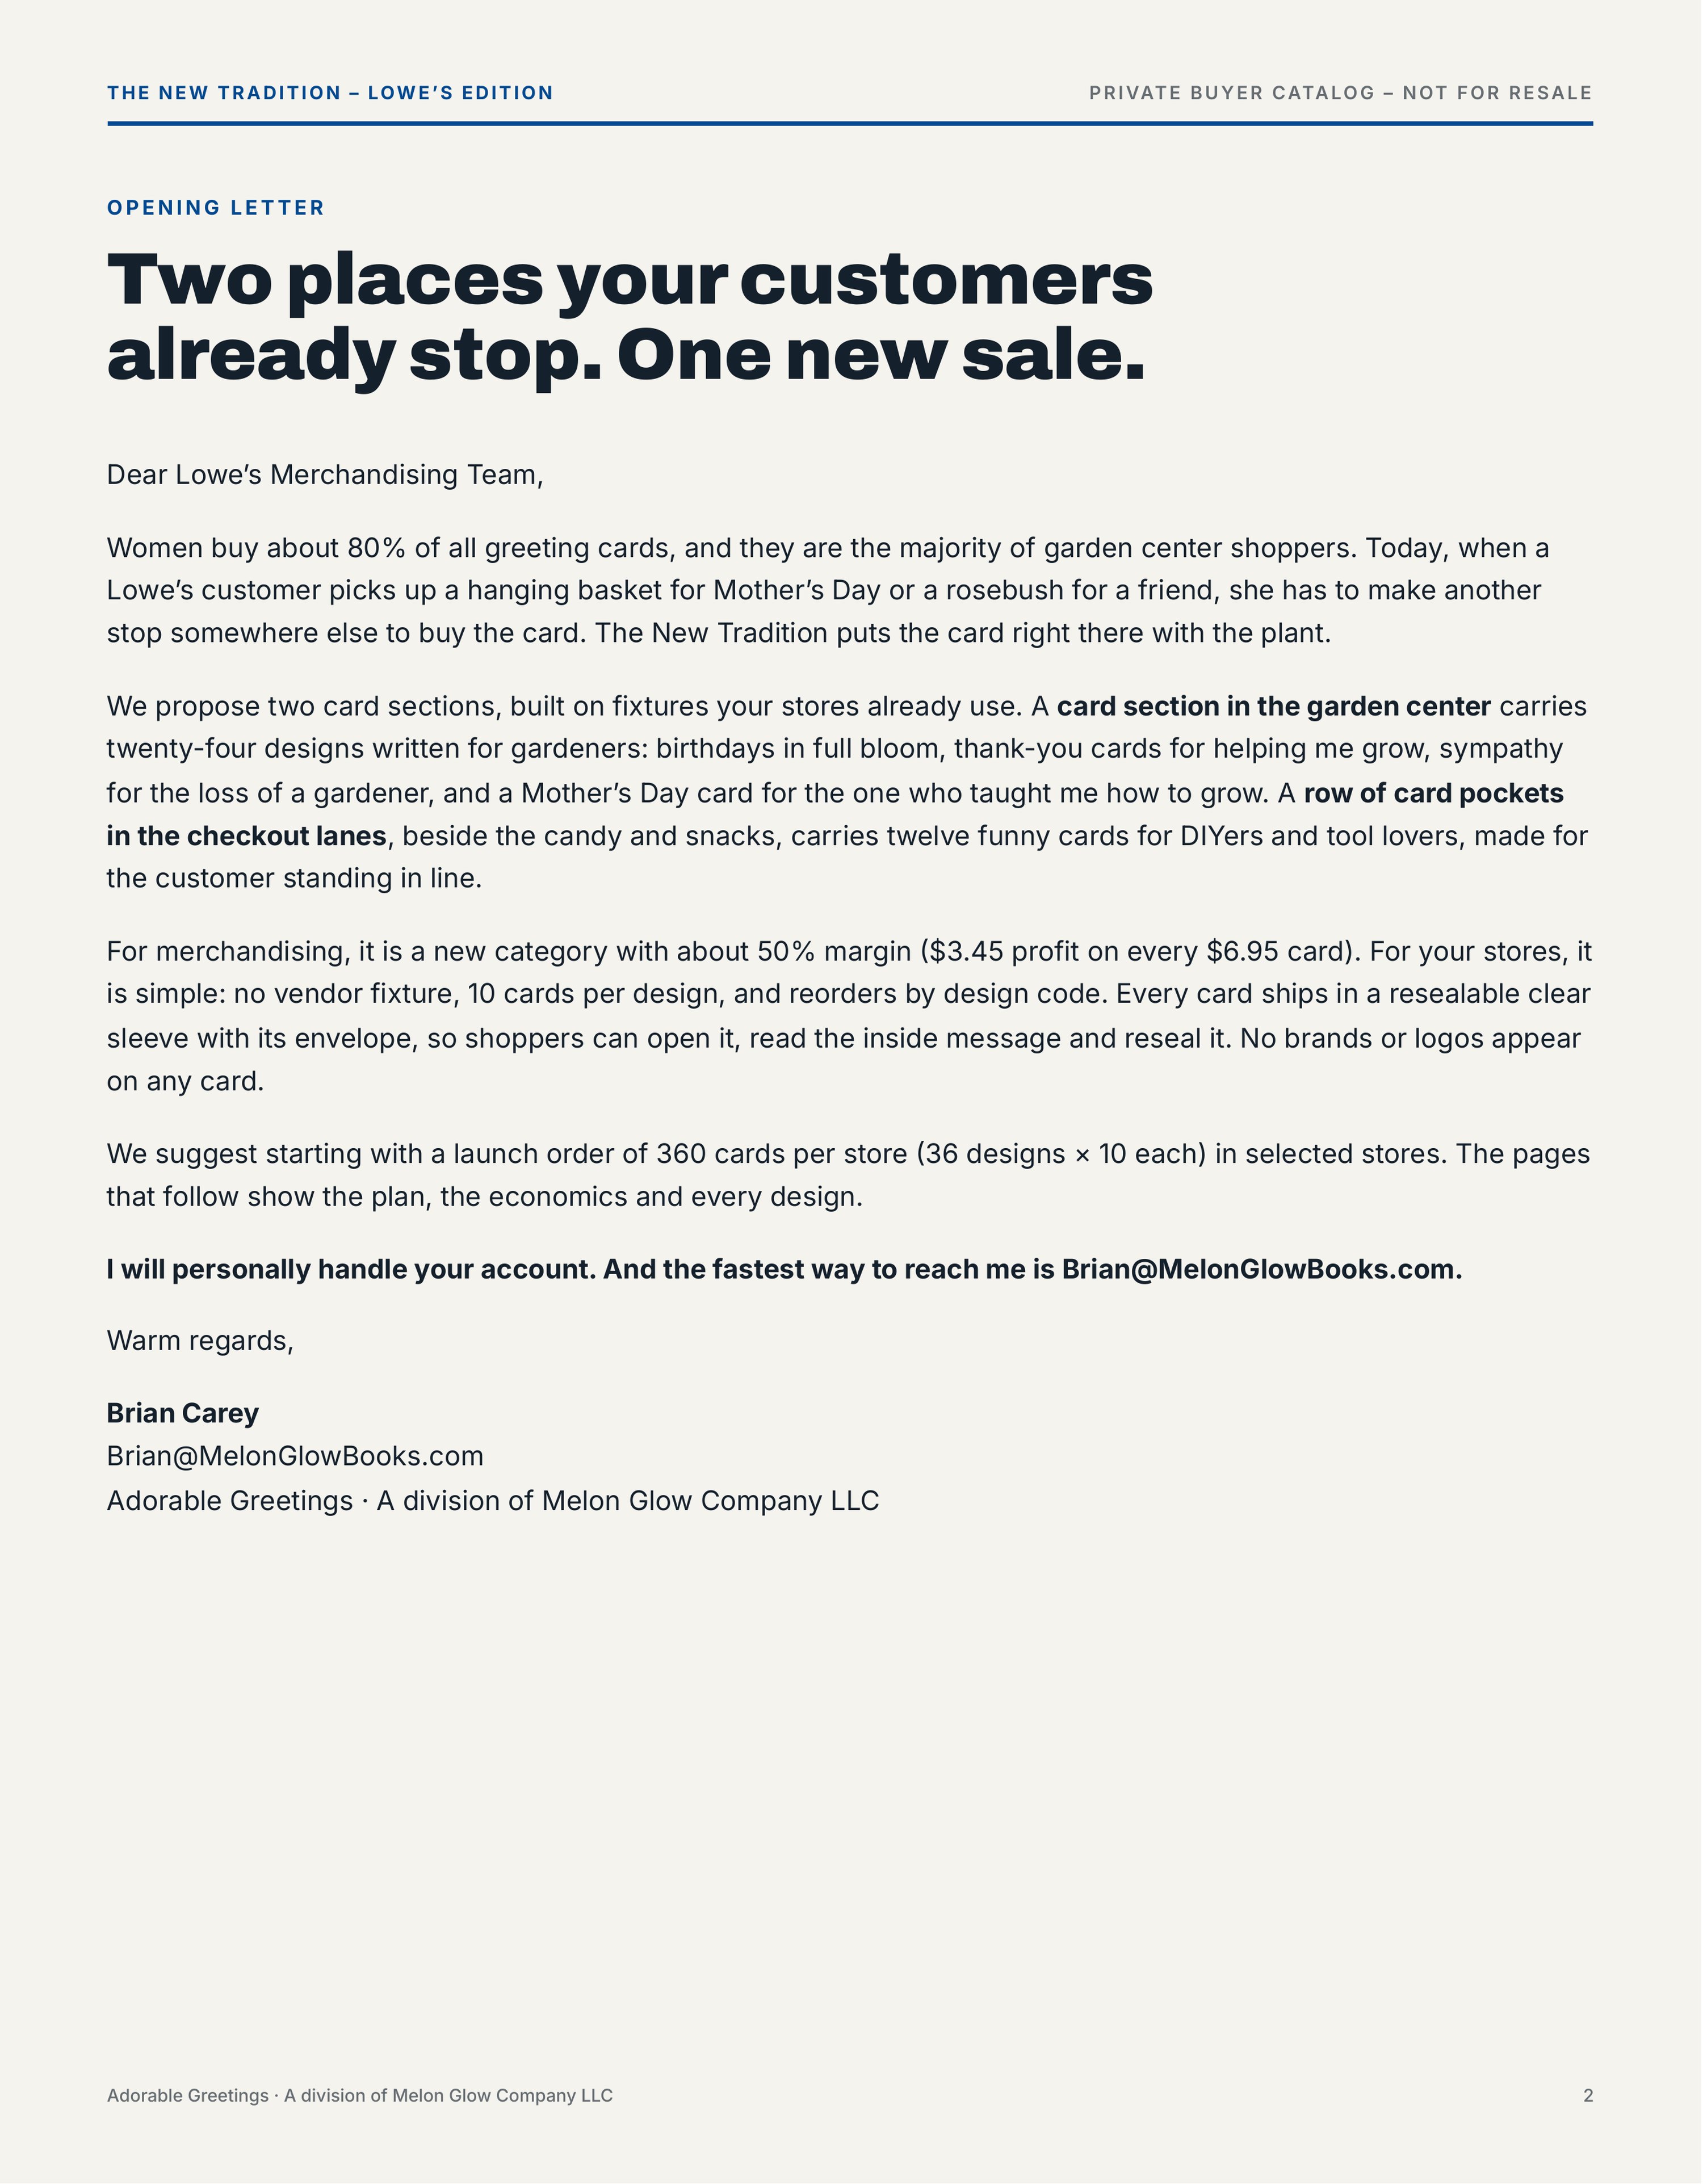 THE NEW TRADITION – LOWE’S EDITION
PRIVATE BUYER CATALOG – NOT FOR RESALE
OPENING LETTER
Two places your customers
already stop. One new sale.
Dear Lowe’s Merchandising Team,
Women buy about 80% of all greeting cards, and they are the majority of garden center shoppers. Today, when a
Lowe’s customer picks up a hanging basket for Mother’s Day or a rosebush for a friend, she has to make another
stop somewhere else to buy the card. The New Tradition puts the card right there with the plant.
We propose two card sections, built on fixtures your stores already use. A card section in the garden center carries
twenty-four designs written for gardeners: birthdays in full bloom, thank-you cards for helping me grow, sympathy
for the loss of a gardener, and a Mother’s Day card for the one who taught me how to grow. A row of card pockets
in the checkout lanes, beside the candy and snacks, carries twelve funny cards for DIYers and tool lovers, made for
the customer standing in line.
For merchandising, it is a new category with about 50% margin ($3.45 profit on every $6.95 card). For your stores, it
is simple: no vendor fixture, 10 cards per design, and reorders by design code. Every card ships in a resealable clear
sleeve with its envelope, so shoppers can open it, read the inside message and reseal it. No brands or logos appear
on any card.
We suggest starting with a launch order of 360 cards per store (36 designs × 10 each) in selected stores. The pages
that follow show the plan, the economics and every design.
I will personally handle your account. And the fastest way to reach me is Brian@MelonGlowBooks.com.
Warm regards,
Brian Carey
Brian@MelonGlowBooks.com
Adorable Greetings · A division of Melon Glow Company LLC
Adorable Greetings · A division of Melon Glow Company LLC
2